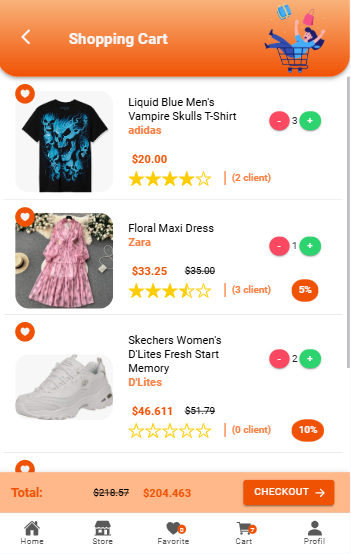 Shopping Cart
Liquid Blue Men's
Vampire Skulls T-Shirt
adidas
- 3 +
$20.00
(2 client)
Floral Maxi Dress
Zara
- 1 +
$33.25 $35.00
(3 client)
5%
Skechers Women's
D'Lites Fresh Start
Memory
D'Lites
- 2 +
$46.611 $51.79
(0 client)
10%
Total: $218.57 $204.463 CHECKOUT →
0 7
Home Store Favorite Cart Profil